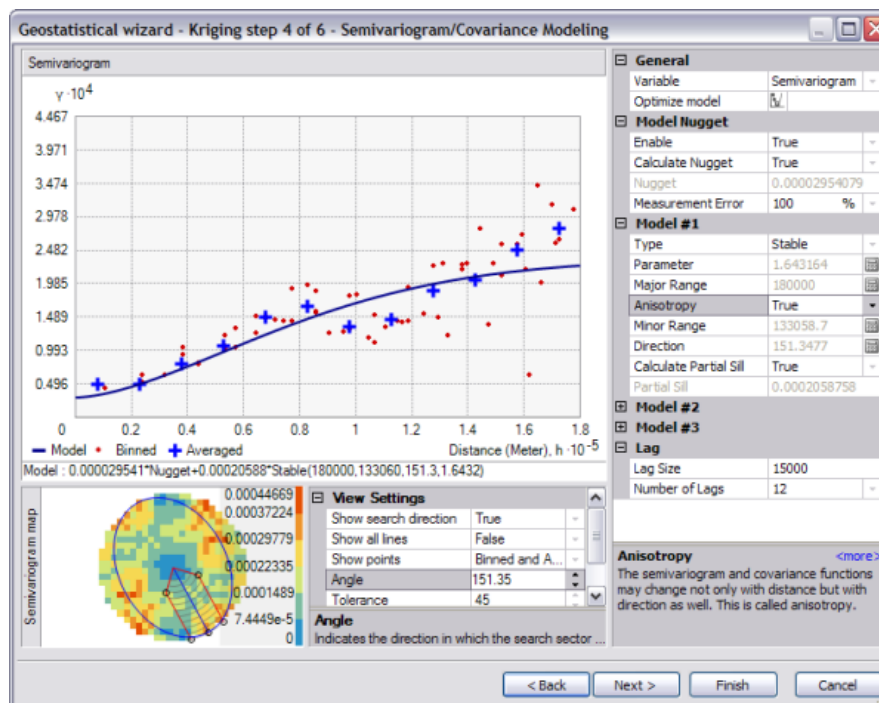 Geostatistical wizard - Kriging step 4 of 6 - Semivariogram/Covariance Modeling
Semivariogram
γ ·10⁴
4.467
3.971
3.474
2.978
2.482
1.985
1.489
0.993
0.496
0 0.2 0.4 0.6 0.8 1 1.2 1.4 1.6 1.8
Model Binned Averaged Distance (Meter), h ·10⁻⁵
Model : 0.000029541*Nugget+0.00020588*Stable(180000,133060,151.3,1.6432)
General
Variable Semivariogram
Optimize model
Model Nugget
Enable True
Calculate Nugget True
Nugget 0.00002954079
Measurement Error 100 %
Model #1
Type Stable
Parameter 1.643164
Major Range 180000
Anisotropy True
Minor Range 133058.7
Direction 151.3477
Calculate Partial Sill True
Partial Sill 0.0002058758
Model #2
Model #3
Lag
Lag Size 15000
Number of Lags 12
Semivariogram map
0.00044669
0.00037224
0.00029779
0.00022335
0.0001489
7.4449e-5
0
View Settings
Show search direction True
Show all lines False
Show points Binned and A...
Angle 151.35
Tolerance 45
Angle
Indicates the direction in which the search sector ...
Anisotropy <more>
The semivariogram and covariance functions
may change not only with distance but with
direction as well. This is called anisotropy.
< Back Next > Finish Cancel